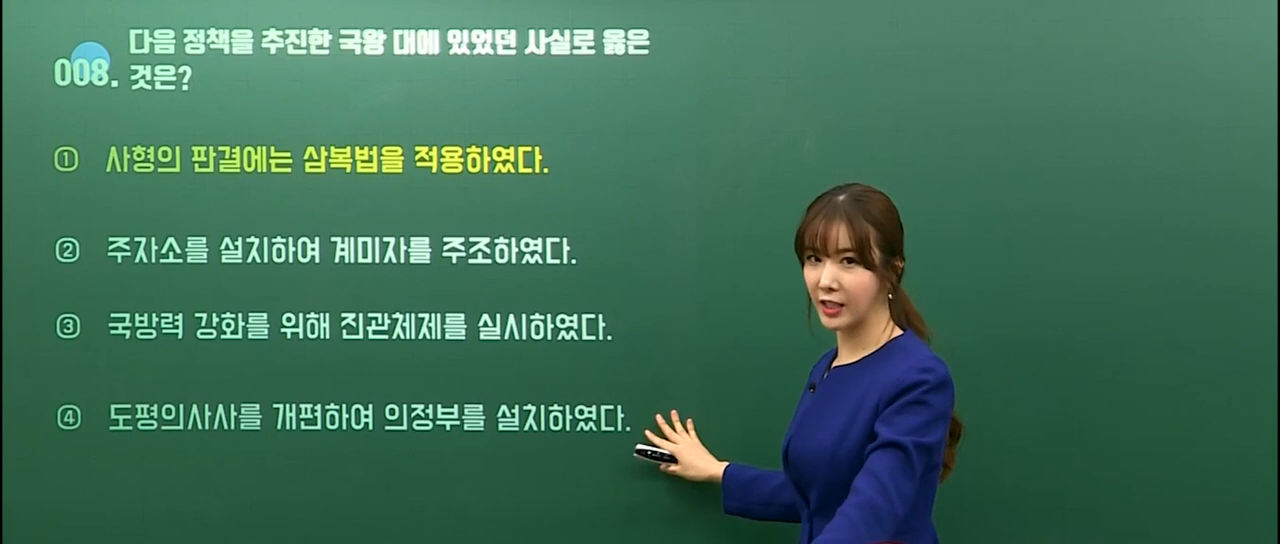 다음 정책을 추진한 국왕 대에 있었던 사실로 옳은
008. 것은?
① 사형의 판결에는 삼복법을 적용하였다.
② 주자소를 설치하여 계미자를 주조하였다.
③ 국방력 강화를 위해 진관체제를 실시하였다.
④ 도평의사사를 개편하여 의정부를 설치하였다.